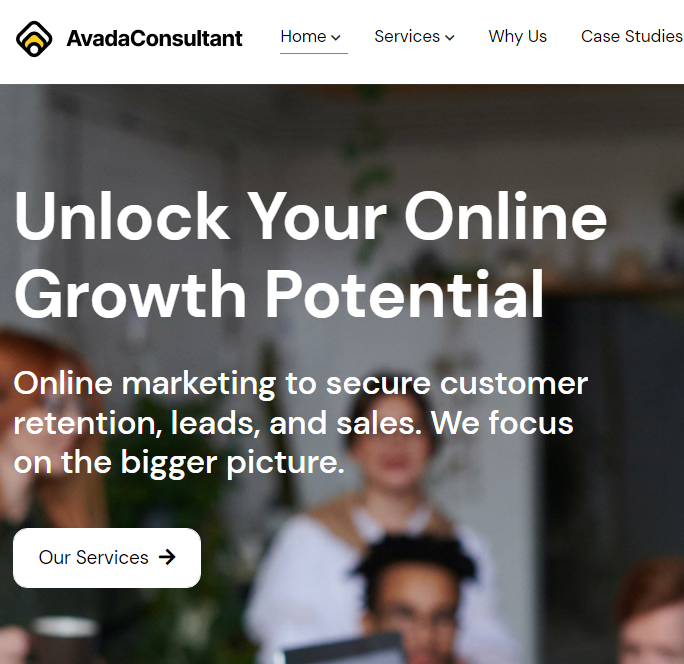 AvadaConsultant
Home
Services
Why Us
Case Studies
Unlock Your Online
Growth Potential
Online marketing to secure customer
retention, leads, and sales. We focus
on the bigger picture.
Our Services